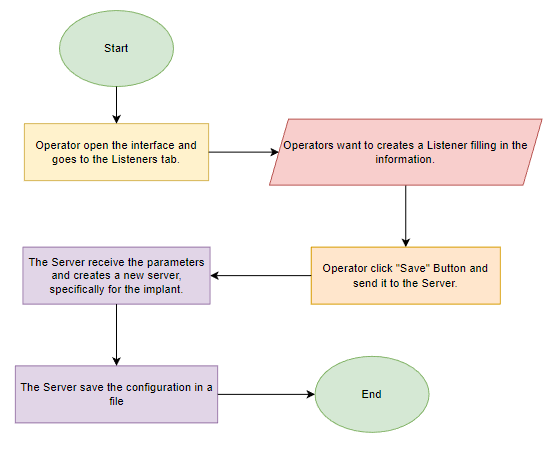 Start
Operator open the interface and
goes to the Listeners tab.
Operators want to creates a Listener filling in the
information.
Operator click "Save" Button and
send it to the Server.
The Server receive the parameters
and creates a new server,
specifically for the implant.
The Server save the configuration in a
file
End